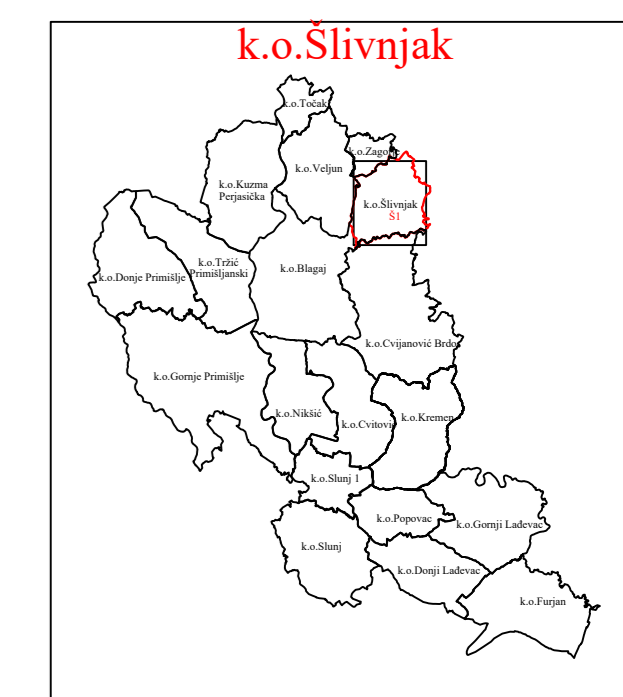 k.o.Šlivnjak
k.o.Točak
k.o.Zagorje
k.o.Veljun
k.o.Kuzma
Perjasička
k.o.Šlivnjak
Š1
k.o.Tržić
Primišljanski
k.o.Blagaj
k.o.Donje Primišlje
k.o.Cvijanović Brdo
k.o.Gornje Primišlje
k.o.Nikšić
k.o.Cvitović
k.o.Kremen
k.o.Slunj 1
k.o.Popovac
k.o.Gornji Lađevac
k.o.Slunj
k.o.Donji Lađevac
k.o.Furjan